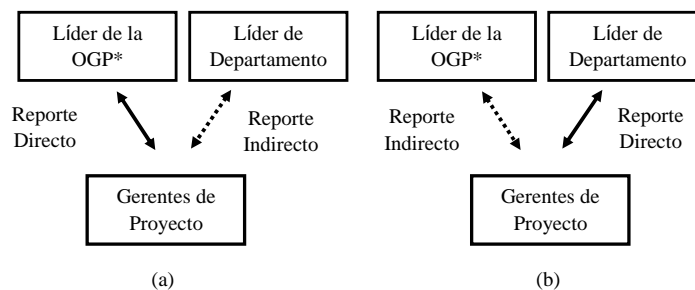 Líder de la
OGP*
Líder de
Departamento
Reporte
Directo
Reporte
Indirecto
Gerentes de
Proyecto
(a)
Líder de la
OGP*
Líder de
Departamento
Reporte
Indirecto
Reporte
Directo
Gerentes de
Proyecto
(b)